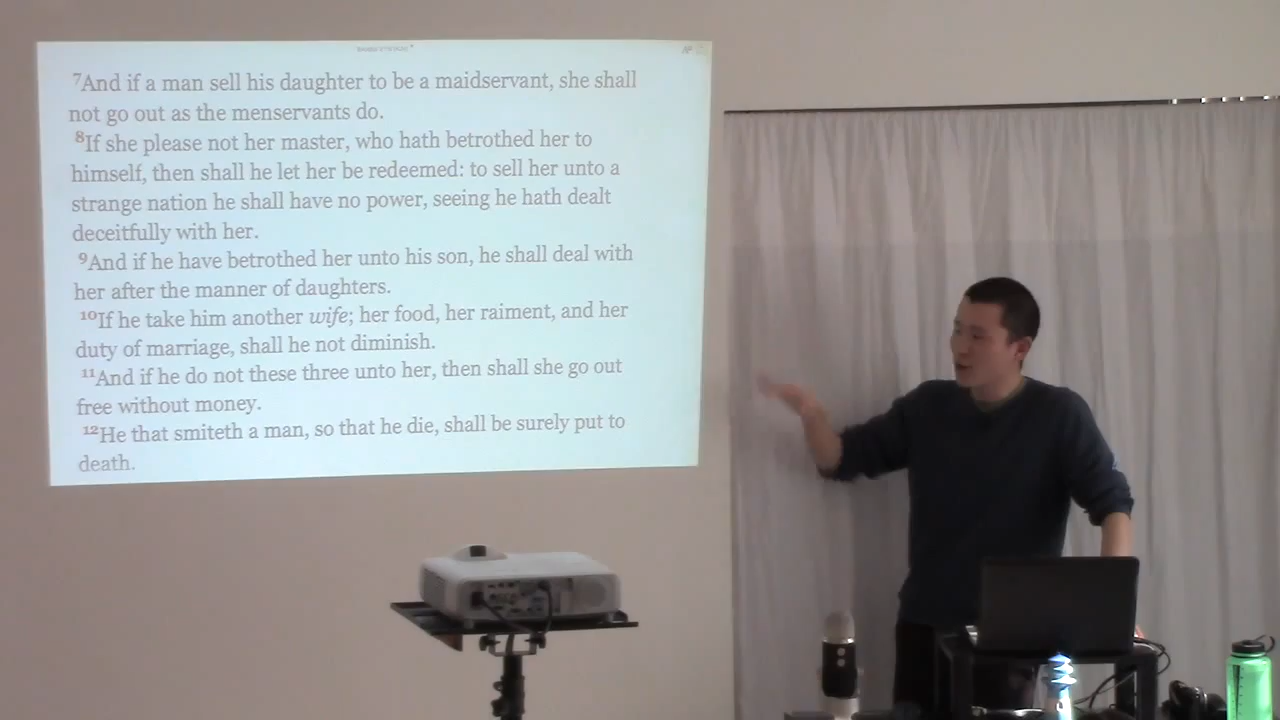 7And if a man sell his daughter to be a maidservant, she shall
not go out as the menservants do.
8If she please not her master, who hath betrothed her to
himself, then shall he let her be redeemed: to sell her unto a
strange nation he shall have no power, seeing he hath dealt
deceitfully with her.
9And if he have betrothed her unto his son, he shall deal with
her after the manner of daughters.
10If he take him another wife; her food, her raiment, and her
duty of marriage, shall he not diminish.
11And if he do not these three unto her, then shall she go out
free without money.
12He that smiteth a man, so that he die, shall be surely put to
death.